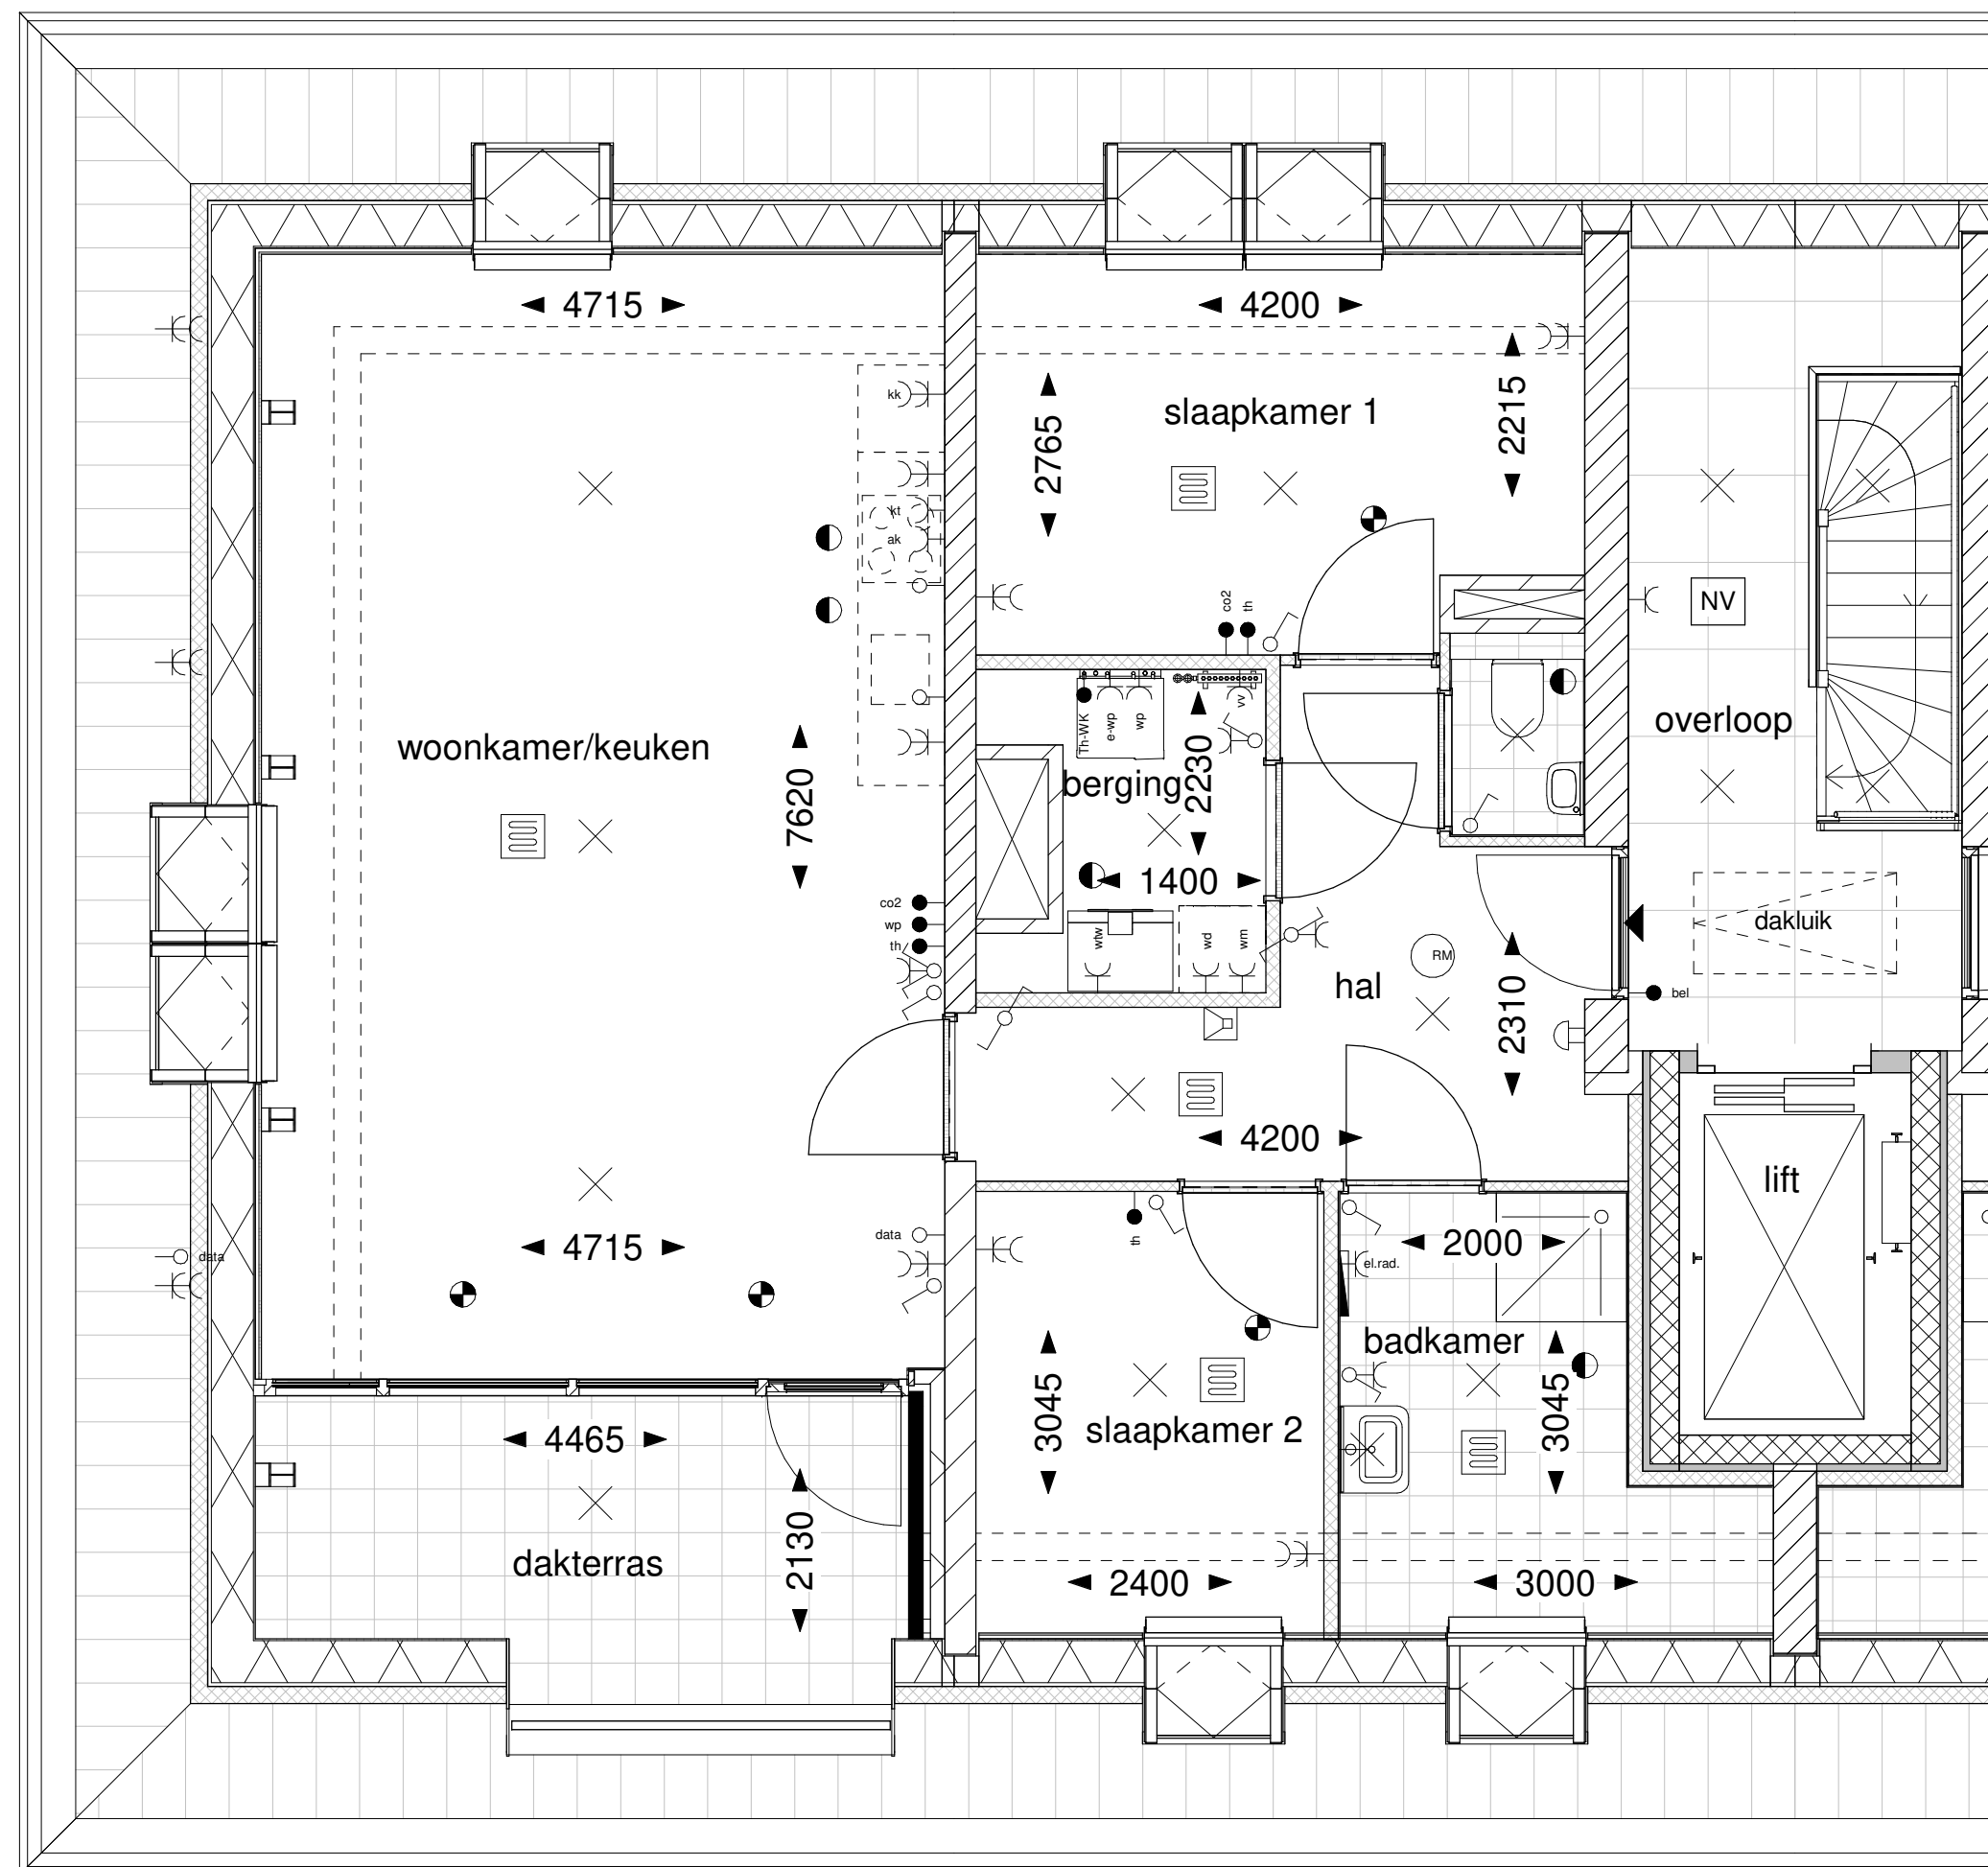 4715
4200
kk
slaapkamer 1
2215
2765
kt
ak
co2
th
NV
overloop
woonkamer/keuken
7620
Th-WK
e-wp
wp
vv
berging
2230
1400
co2
wp
th
wtw
wd
wm
RM
hal
dakluik
bel
2310
4200
lift
data
4715
data
th
2000
el.rad.
badkamer
3045
slaapkamer 2
3045
4465
dakterras
2130
2400
3000